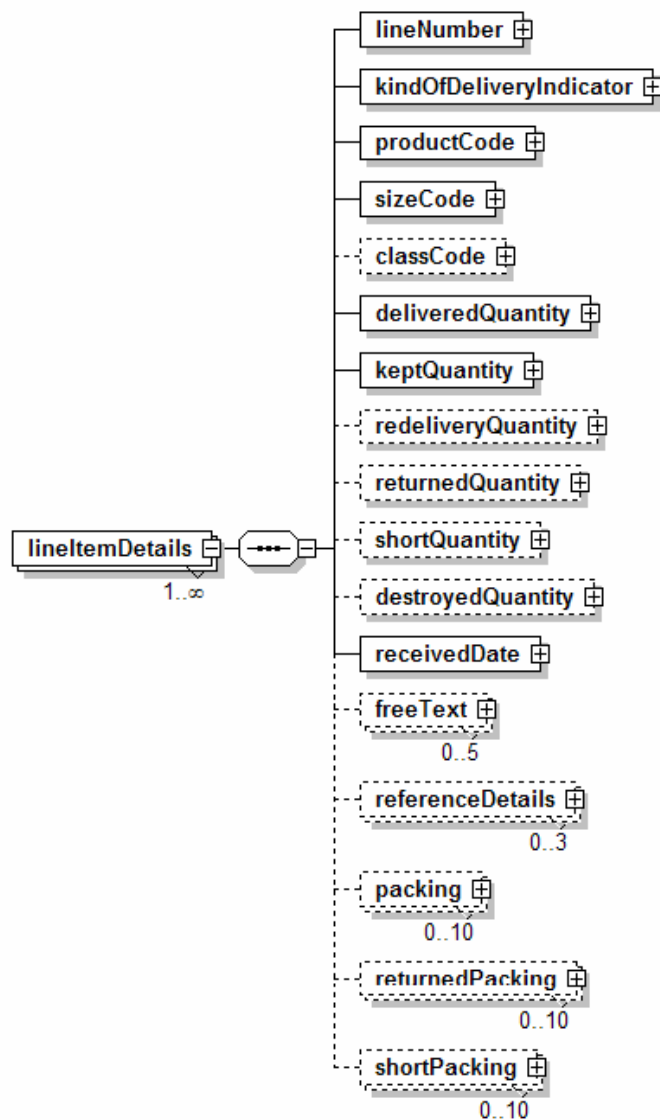 lineNumber
kindOfDeliveryIndicator
productCode
sizeCode
classCode
deliveredQuantity
keptQuantity
redeliveryQuantity
returnedQuantity
lineItemDetails
1..∞
shortQuantity
destroyedQuantity
receivedDate
freeText
0..5
referenceDetails
0..3
packing
0..10
returnedPacking
0..10
shortPacking
0..10